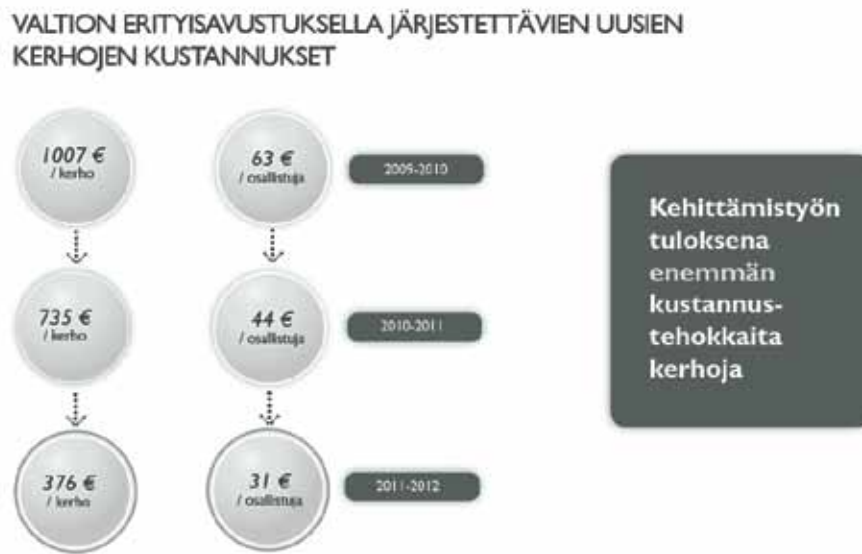 VALTION ERITYISAVUSTUKSELLA JÄRJESTETTÄVIEN UUSIEN
KERHOJEN KUSTANNUKSET
1007 €
/ kerho
63 €
/ osallistuja
2009-2010
735 €
/ kerho
44 €
/ osallistuja
2010-2011
376 €
/ kerho
31 €
/ osallistuja
2011-2012
Kehittämistyön
tuloksena
enemmän
kustannus-
tehokkaita
kerhoja